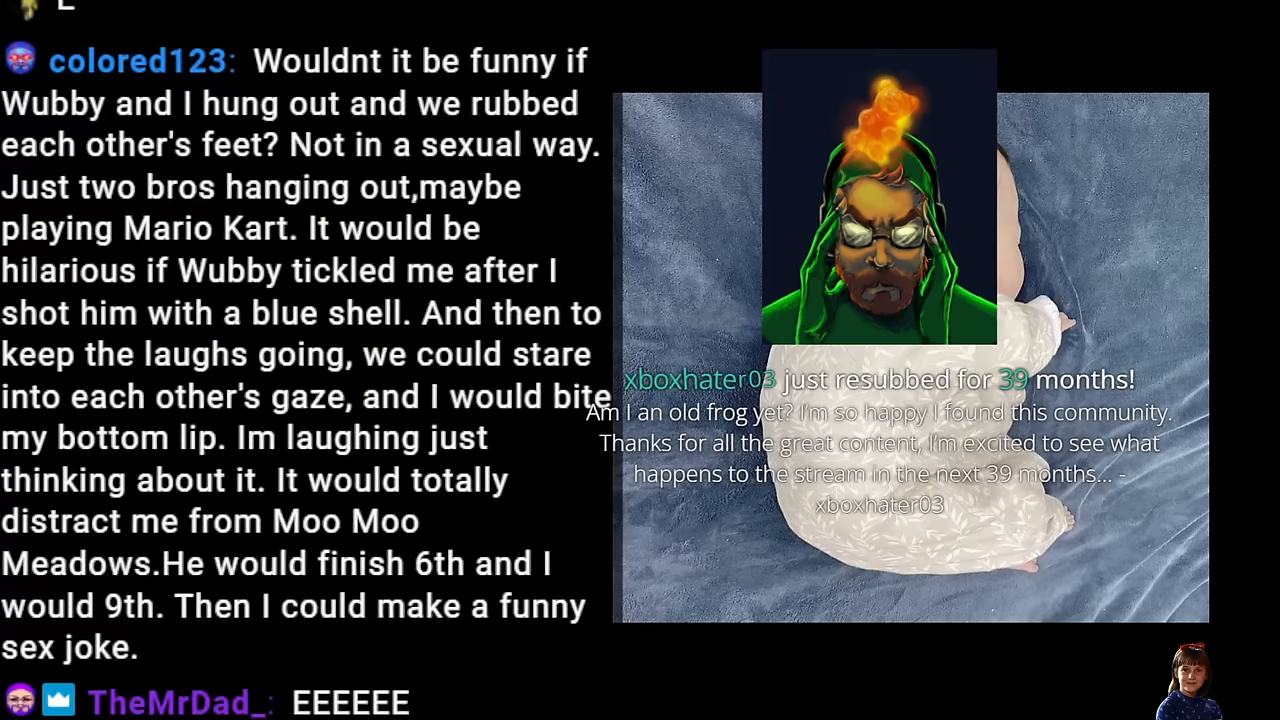 L
colored123: Wouldnt it be funny if
Wubby and I hung out and we rubbed
each other's feet? Not in a sexual way.
Just two bros hanging out,maybe
playing Mario Kart. It would be
hilarious if Wubby tickled me after I
shot him with a blue shell. And then to
keep the laughs going, we could stare
into each other's gaze, and I would bite
my bottom lip. Im laughing just
thinking about it. It would totally
distract me from Moo Moo
Meadows.He would finish 6th and I
would 9th. Then I could make a funny
sex joke.
TheMrDad_: EEEEEE
xboxhater03 just resubbed for 39 months!
Am I an old frog yet? I'm so happy I found this community.
Thanks for all the great content, I'm excited to see what
happens to the stream in the next 39 months... -
xboxhater03